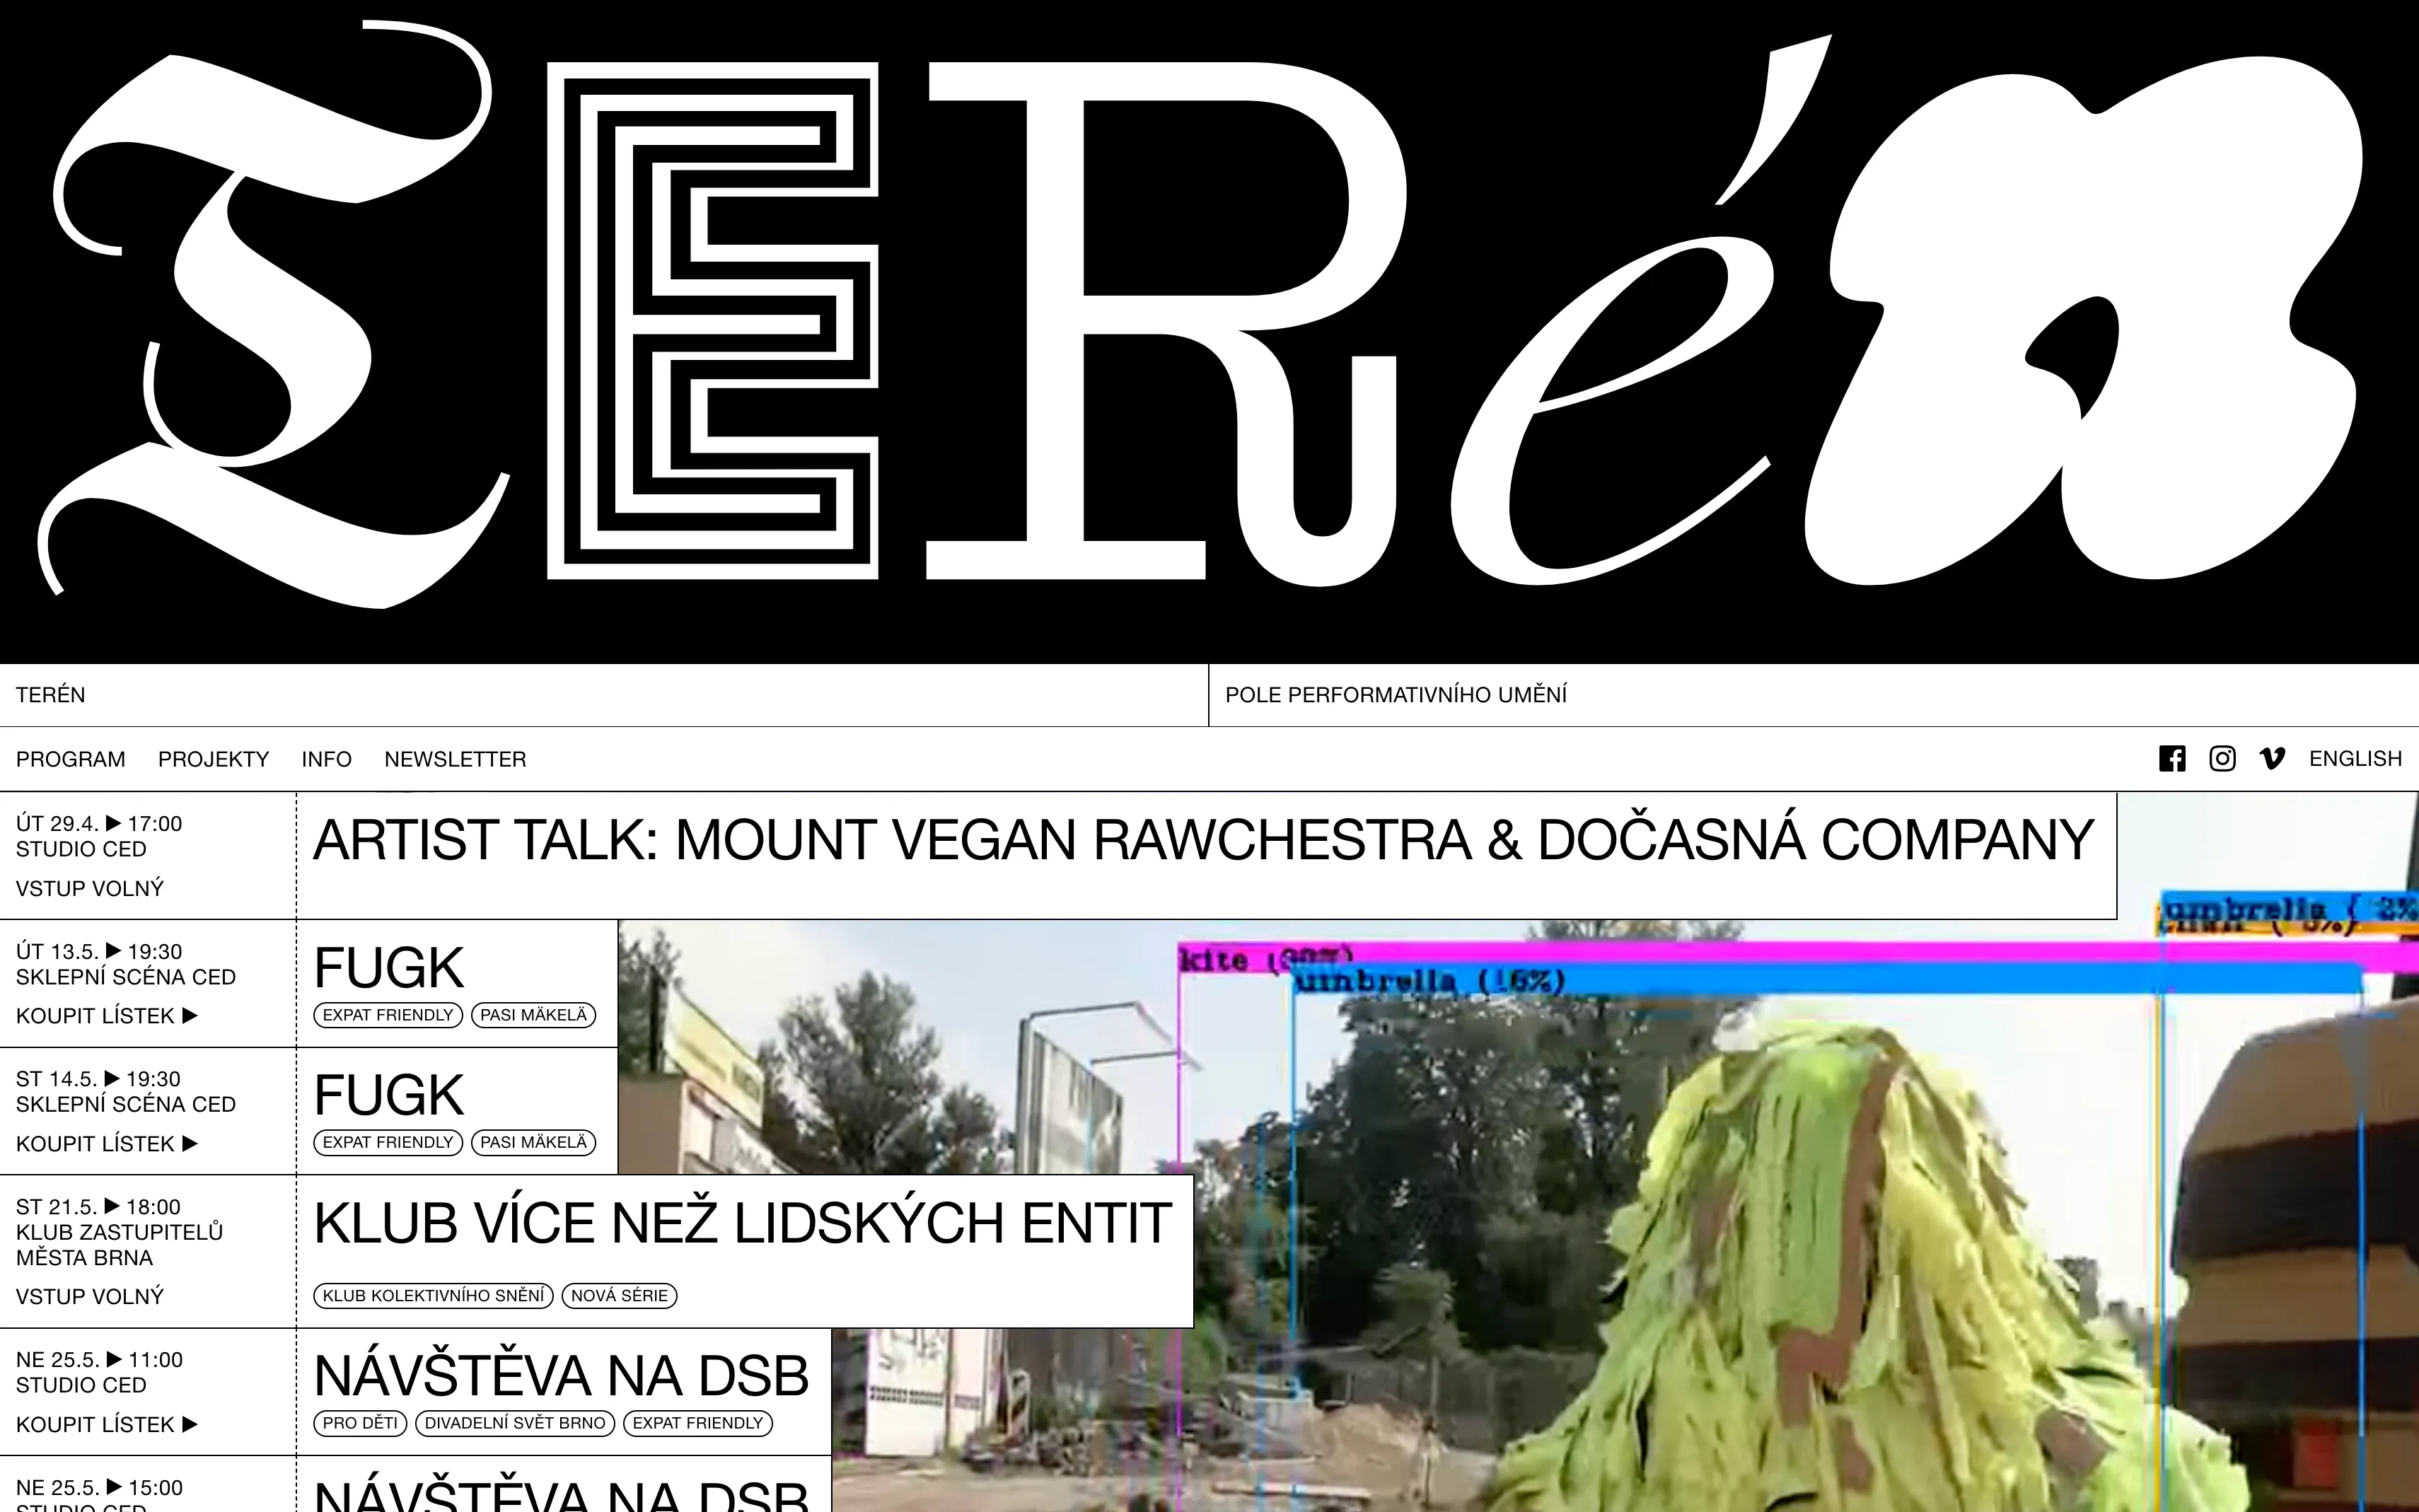 TERén
TERÉN
POLE PERFORMATIVNÍHO UMĚNÍ
PROGRAM PROJEKTY INFO NEWSLETTER
ENGLISH
ÚT 29.4. ▶ 17:00
STUDIO CED
VSTUP VOLNÝ
ARTIST TALK: MOUNT VEGAN RAWCHESTRA & DOČASNÁ COMPANY
ÚT 13.5. ▶ 19:30
SKLEPNÍ SCÉNA CED
KOUPIT LÍSTEK ▶
FUGK
EXPAT FRIENDLY PASI MÄKELÄ
ST 14.5. ▶ 19:30
SKLEPNÍ SCÉNA CED
KOUPIT LÍSTEK ▶
FUGK
EXPAT FRIENDLY PASI MÄKELÄ
ST 21.5. ▶ 18:00
KLUB ZASTUPITELŮ
MĚSTA BRNA
VSTUP VOLNÝ
KLUB VÍCE NEŽ LIDSKÝCH ENTIT
KLUB KOLEKTIVNÍHO SNĚNÍ NOVÁ SÉRIE
NE 25.5. ▶ 11:00
STUDIO CED
KOUPIT LÍSTEK ▶
NÁVŠTĚVA NA DSB
PRO DĚTI DIVADELNÍ SVĚT BRNO EXPAT FRIENDLY
NE 25.5. ▶ 15:00
STUDIO CED
NÁVŠTĚVA NA DSB
kite
umbrella (16%)
umbrella